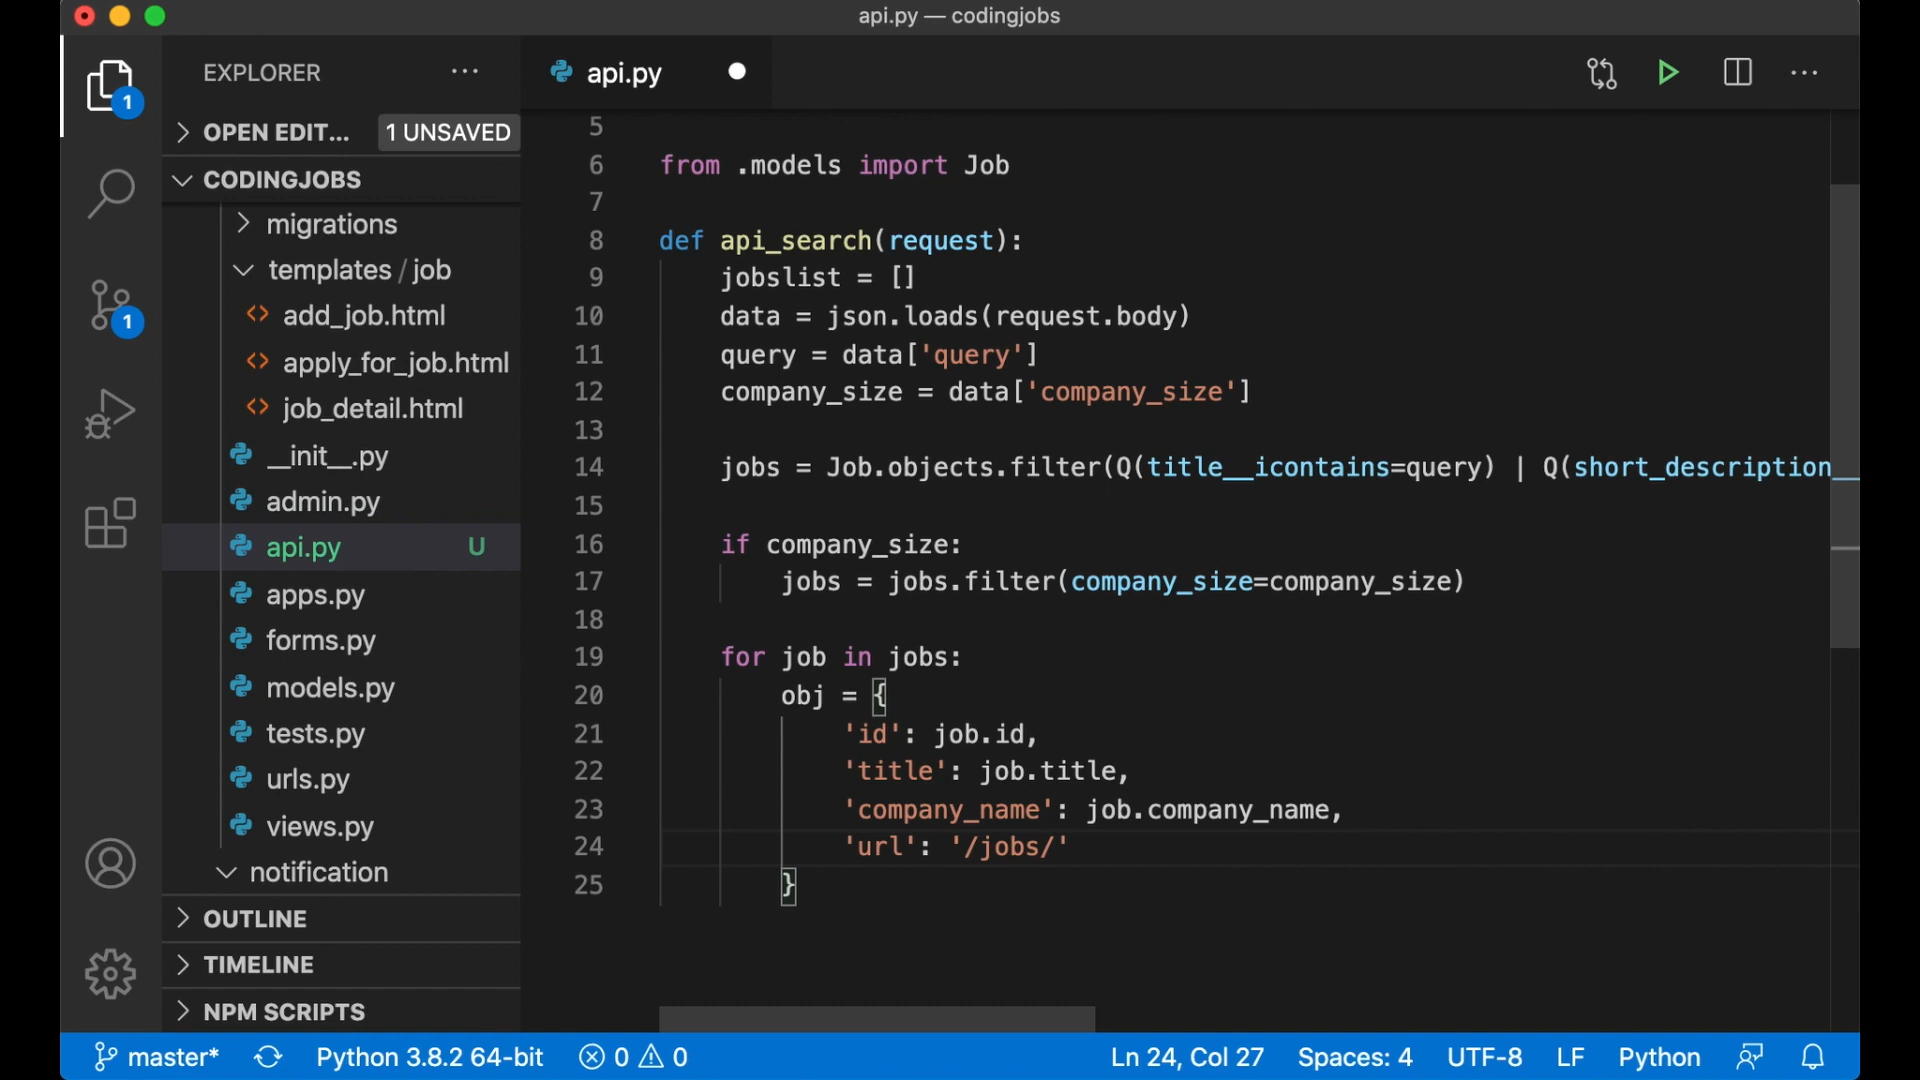 api.py — codingjobs
EXPLORER
OPEN EDIT... 1 UNSAVED
CODINGJOBS
migrations
templates / job
add_job.html
apply_for_job.html
job_detail.html
__init__.py
admin.py
api.py U
apps.py
forms.py
models.py
tests.py
urls.py
views.py
notification
OUTLINE
TIMELINE
NPM SCRIPTS
1
1
api.py
5
6 from .models import Job
7
8 def api_search(request):
9 jobslist = []
10 data = json.loads(request.body)
11 query = data['query']
12 company_size = data['company_size']
13
14 jobs = Job.objects.filter(Q(title__icontains=query) | Q(short_description__
15
16 if company_size:
17 jobs = jobs.filter(company_size=company_size)
18
19 for job in jobs:
20 obj = {
21 'id': job.id,
22 'title': job.title,
23 'company_name': job.company_name,
24 'url': '/jobs/'
25 }
master* Python 3.8.2 64-bit 0 0 Ln 24, Col 27 Spaces: 4 UTF-8 LF Python